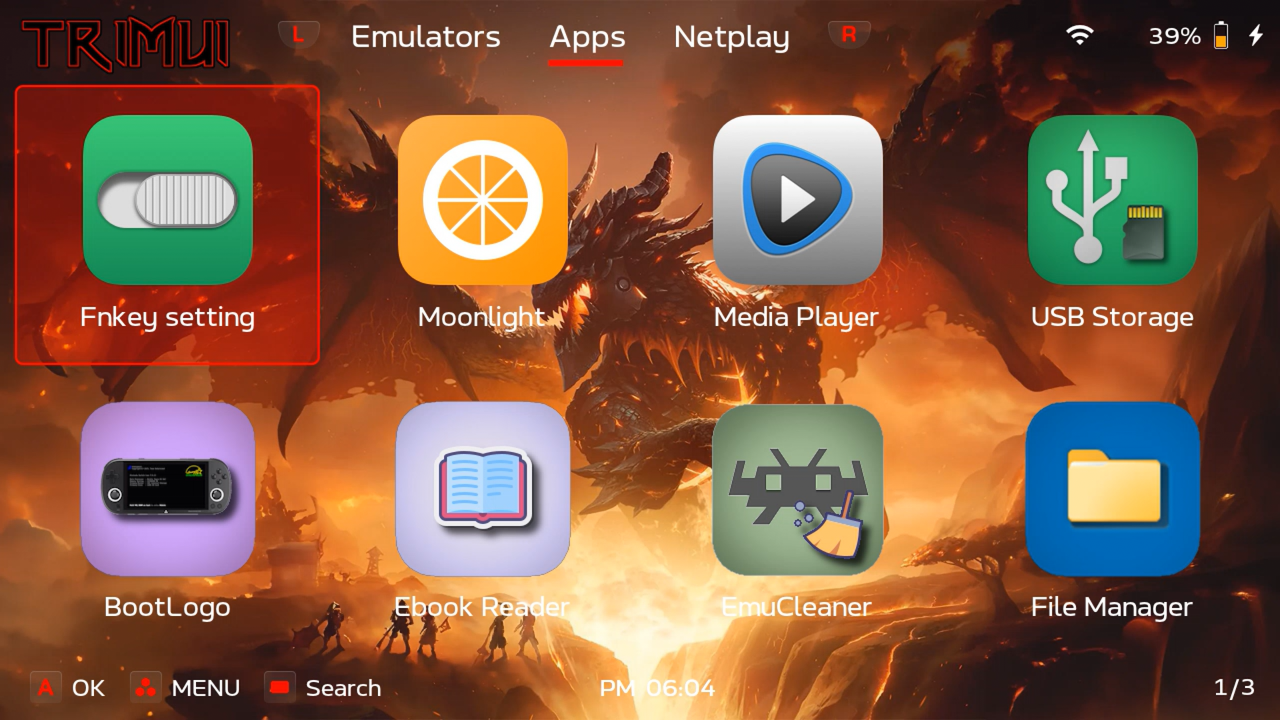 TRIMUI
L Emulators Apps Netplay R 39%
Fnkey setting Moonlight Media Player USB Storage
BootLogo Ebook Reader EmuCleaner File Manager
A OK MENU Search PM 06:04 1/3